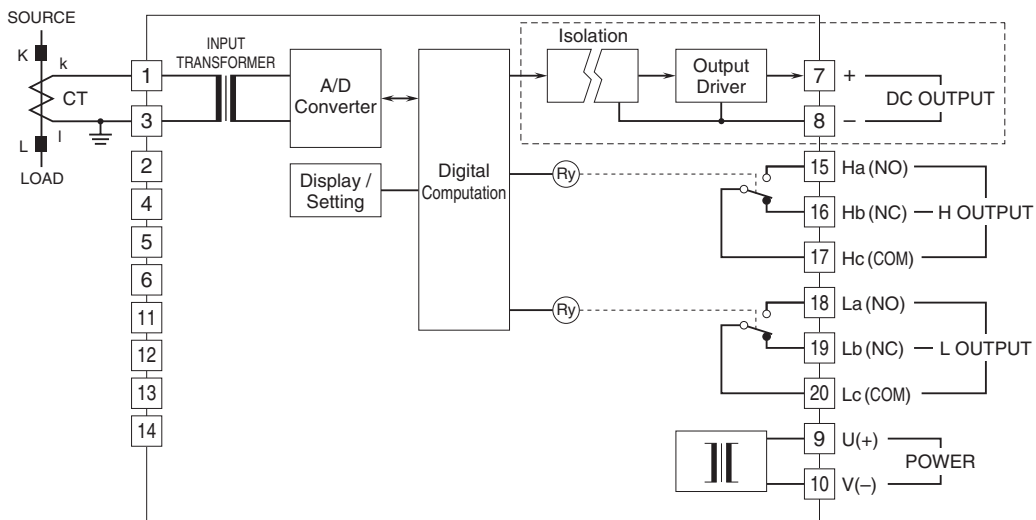 SOURCE
K
k
CT
l
L
LOAD
1
3
2
4
5
6
11
12
13
14
INPUT
TRANSFORMER
A/D
Converter
Display /
Setting
Digital
Computation
Isolation
Output
Driver
7 +
DC OUTPUT
8 –
Ry
15 Ha (NO)
16 Hb (NC) H OUTPUT
17 Hc (COM)
Ry
18 La (NO)
19 Lb (NC) L OUTPUT
20 Lc (COM)
9 U(+)
POWER
10 V(–)